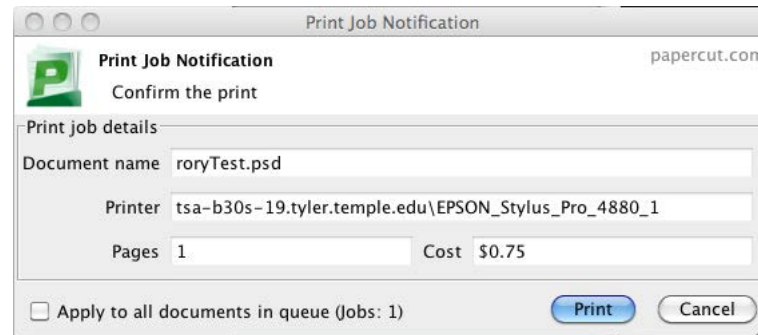 Print Job Notification
Print Job Notification
papercut.com
Confirm the print
Print job details
Document name roryTest.psd
Printer tsa-b30s-19.tyler.temple.edu\EPSON_Stylus_Pro_4880_1
Pages 1 Cost $0.75
Apply to all documents in queue (Jobs: 1) Print Cancel